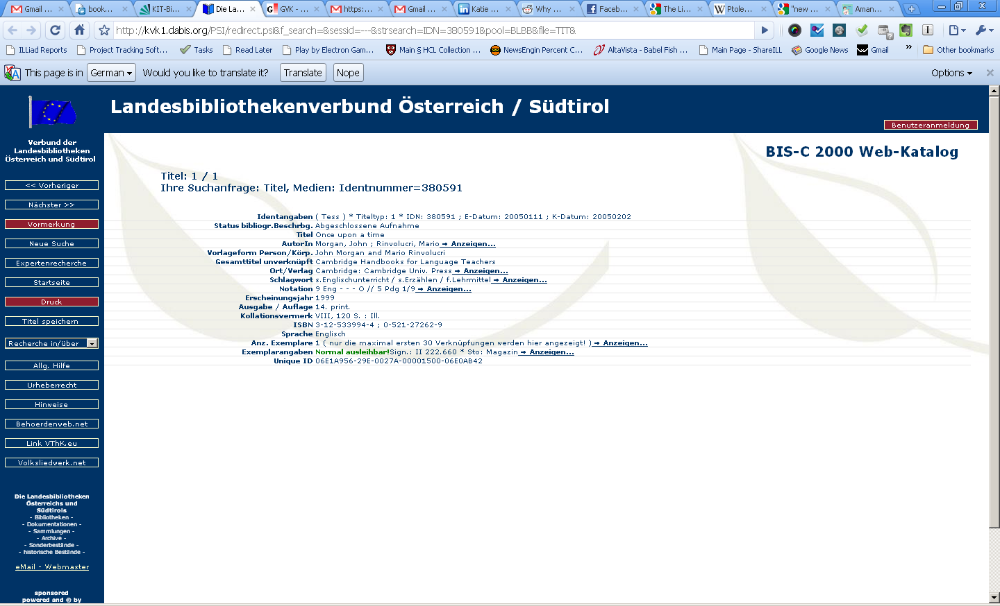 Gmail ...
book...
KIT-Bi...
Die La...
GVK - ...
https:...
Gmail ...
Katie ...
Why ...
Faceb...
The Li...
Ptole...
"new ...
Aman...
http://kvk1.dabis.org/PSI/redirect.psi&f_search=&sessid=---&strsearch=IDN=380591&pool=BLBB&file=TIT&
ILLiad Reports
Project Tracking Soft...
Tasks
Read Later
Play by Electron Gam...
Main § HCL Collection ...
NewsEngin Percent C...
AltaVista - Babel Fish ...
Main Page - ShareILL
Google News
Gmail
»
Other bookmarks
This page is in German Would you like to translate it? Translate Nope Options
Landesbibliothekenverbund Österreich / Südtirol
Benutzeranmeldung
Verbund der
Landesbibliotheken
Österreich und Südtirol
<< Vorheriger
Nächster >>
Vormerkung
Neue Suche
Expertenrecherche
Startseite
Druck
Titel speichern
Recherche in/über
Allg. Hilfe
Urheberrecht
Hinweise
Behoerdenweb.net
Link VThK.eu
Volksliedwerk.net
Die Landesbibliotheken
Österreichs und
Südtirols
- Bibliotheken -
- Dokumentationen -
- Sammlungen -
- Archive -
- Sonderbestände -
- historische Bestände -
eMail - Webmaster
sponsored
powered and © by
BIS-C 2000 Web-Katalog
Titel: 1 / 1
Ihre Suchanfrage: Titel, Medien: Identnummer=380591
Identangaben ( Tess ) * Titeltyp: 1 * IDN: 380591 ; E-Datum: 20050111 ; K-Datum: 20050202
Status bibliogr.Beschrbg. Abgeschlossene Aufnahme
Titel Once upon a time
AutorIn Morgan, John ; Rinvolucri, Mario → Anzeigen...
Vorlageform Person/Körp. John Morgan and Mario Rinvolucri
Gesamttitel unverknüpft Cambridge Handbooks for Language Teachers
Ort/Verlag Cambridge: Cambridge Univ. Press → Anzeigen...
Schlagwort s.Englischunterricht / s.Erzählen / f.Lehrmittel → Anzeigen...
Notation 9 Eng - - - O // 5 Pdg 1/9 → Anzeigen...
Erscheinungsjahr 1999
Ausgabe / Auflage 14. print.
Kollationsvermerk VIII, 120 S. : Ill.
ISBN 3-12-533994-4 ; 0-521-27262-9
Sprache Englisch
Anz. Exemplare 1 ( nur die maximal ersten 30 Verknüpfungen werden hier angezeigt! ) → Anzeigen...
Exemplarangaben Normal ausleihbar!Sign.: II 222.660 * Sto: Magazin → Anzeigen...
Unique ID 06E1A956-29E-0027A-00001500-06E0AB42